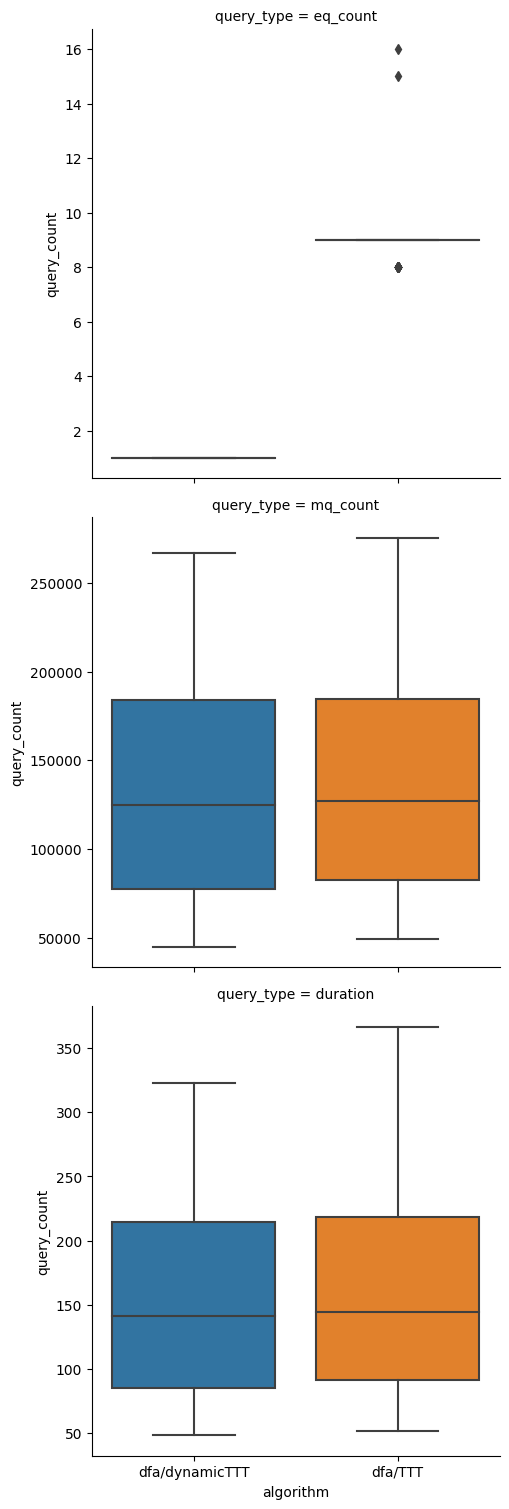 query_type = eq_count
16
14
12
10
8
6
4
2
query_count
query_type = mq_count
250000
200000
150000
100000
50000
query_count
query_type = duration
350
300
250
200
150
100
50
query_count
dfa/dynamicTTT dfa/TTT
algorithm